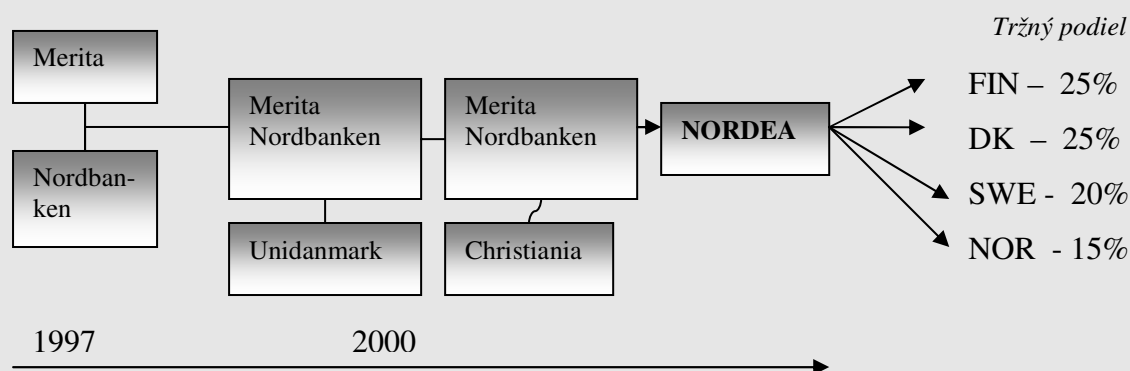 Tržný podiel
Merita
Nordban-
ken
Merita
Nordbanken
Unidanmark
Merita
Nordbanken
Christiania
NORDEA
FIN – 25%
DK – 25%
SWE - 20%
NOR - 15%
1997
2000